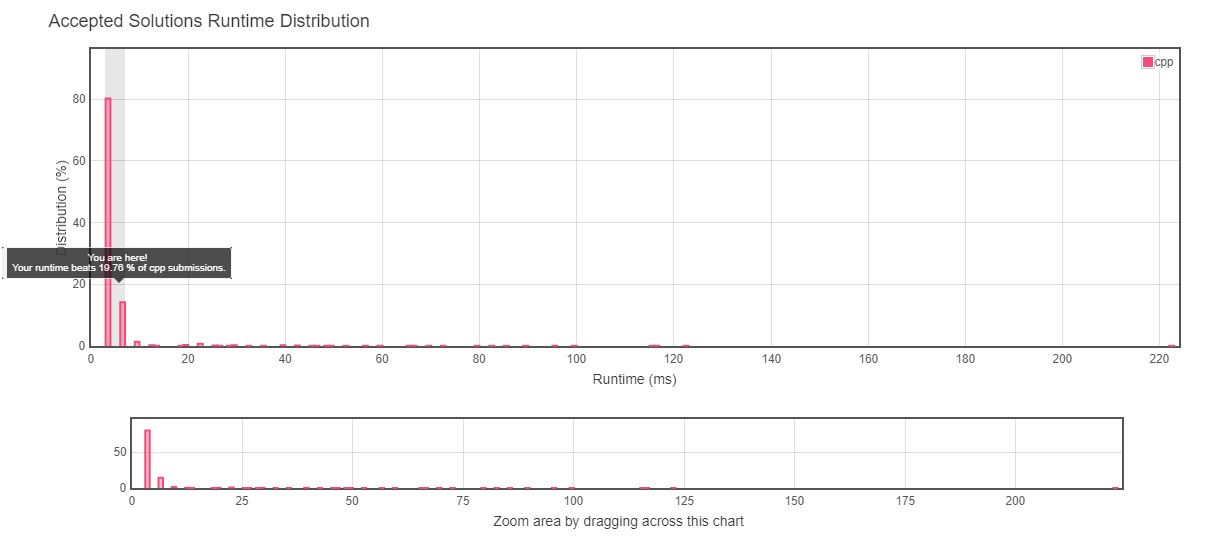 Accepted Solutions Runtime Distribution
cpp
80
60
40
20
0
Distribution (%)
You are here!
Your runtime beats 19.76 % of cpp submissions.
0 20 40 60 80 100 120 140 160 180 200 220
Runtime (ms)
50
0
0 25 50 75 100 125 150 175 200
Zoom area by dragging across this chart